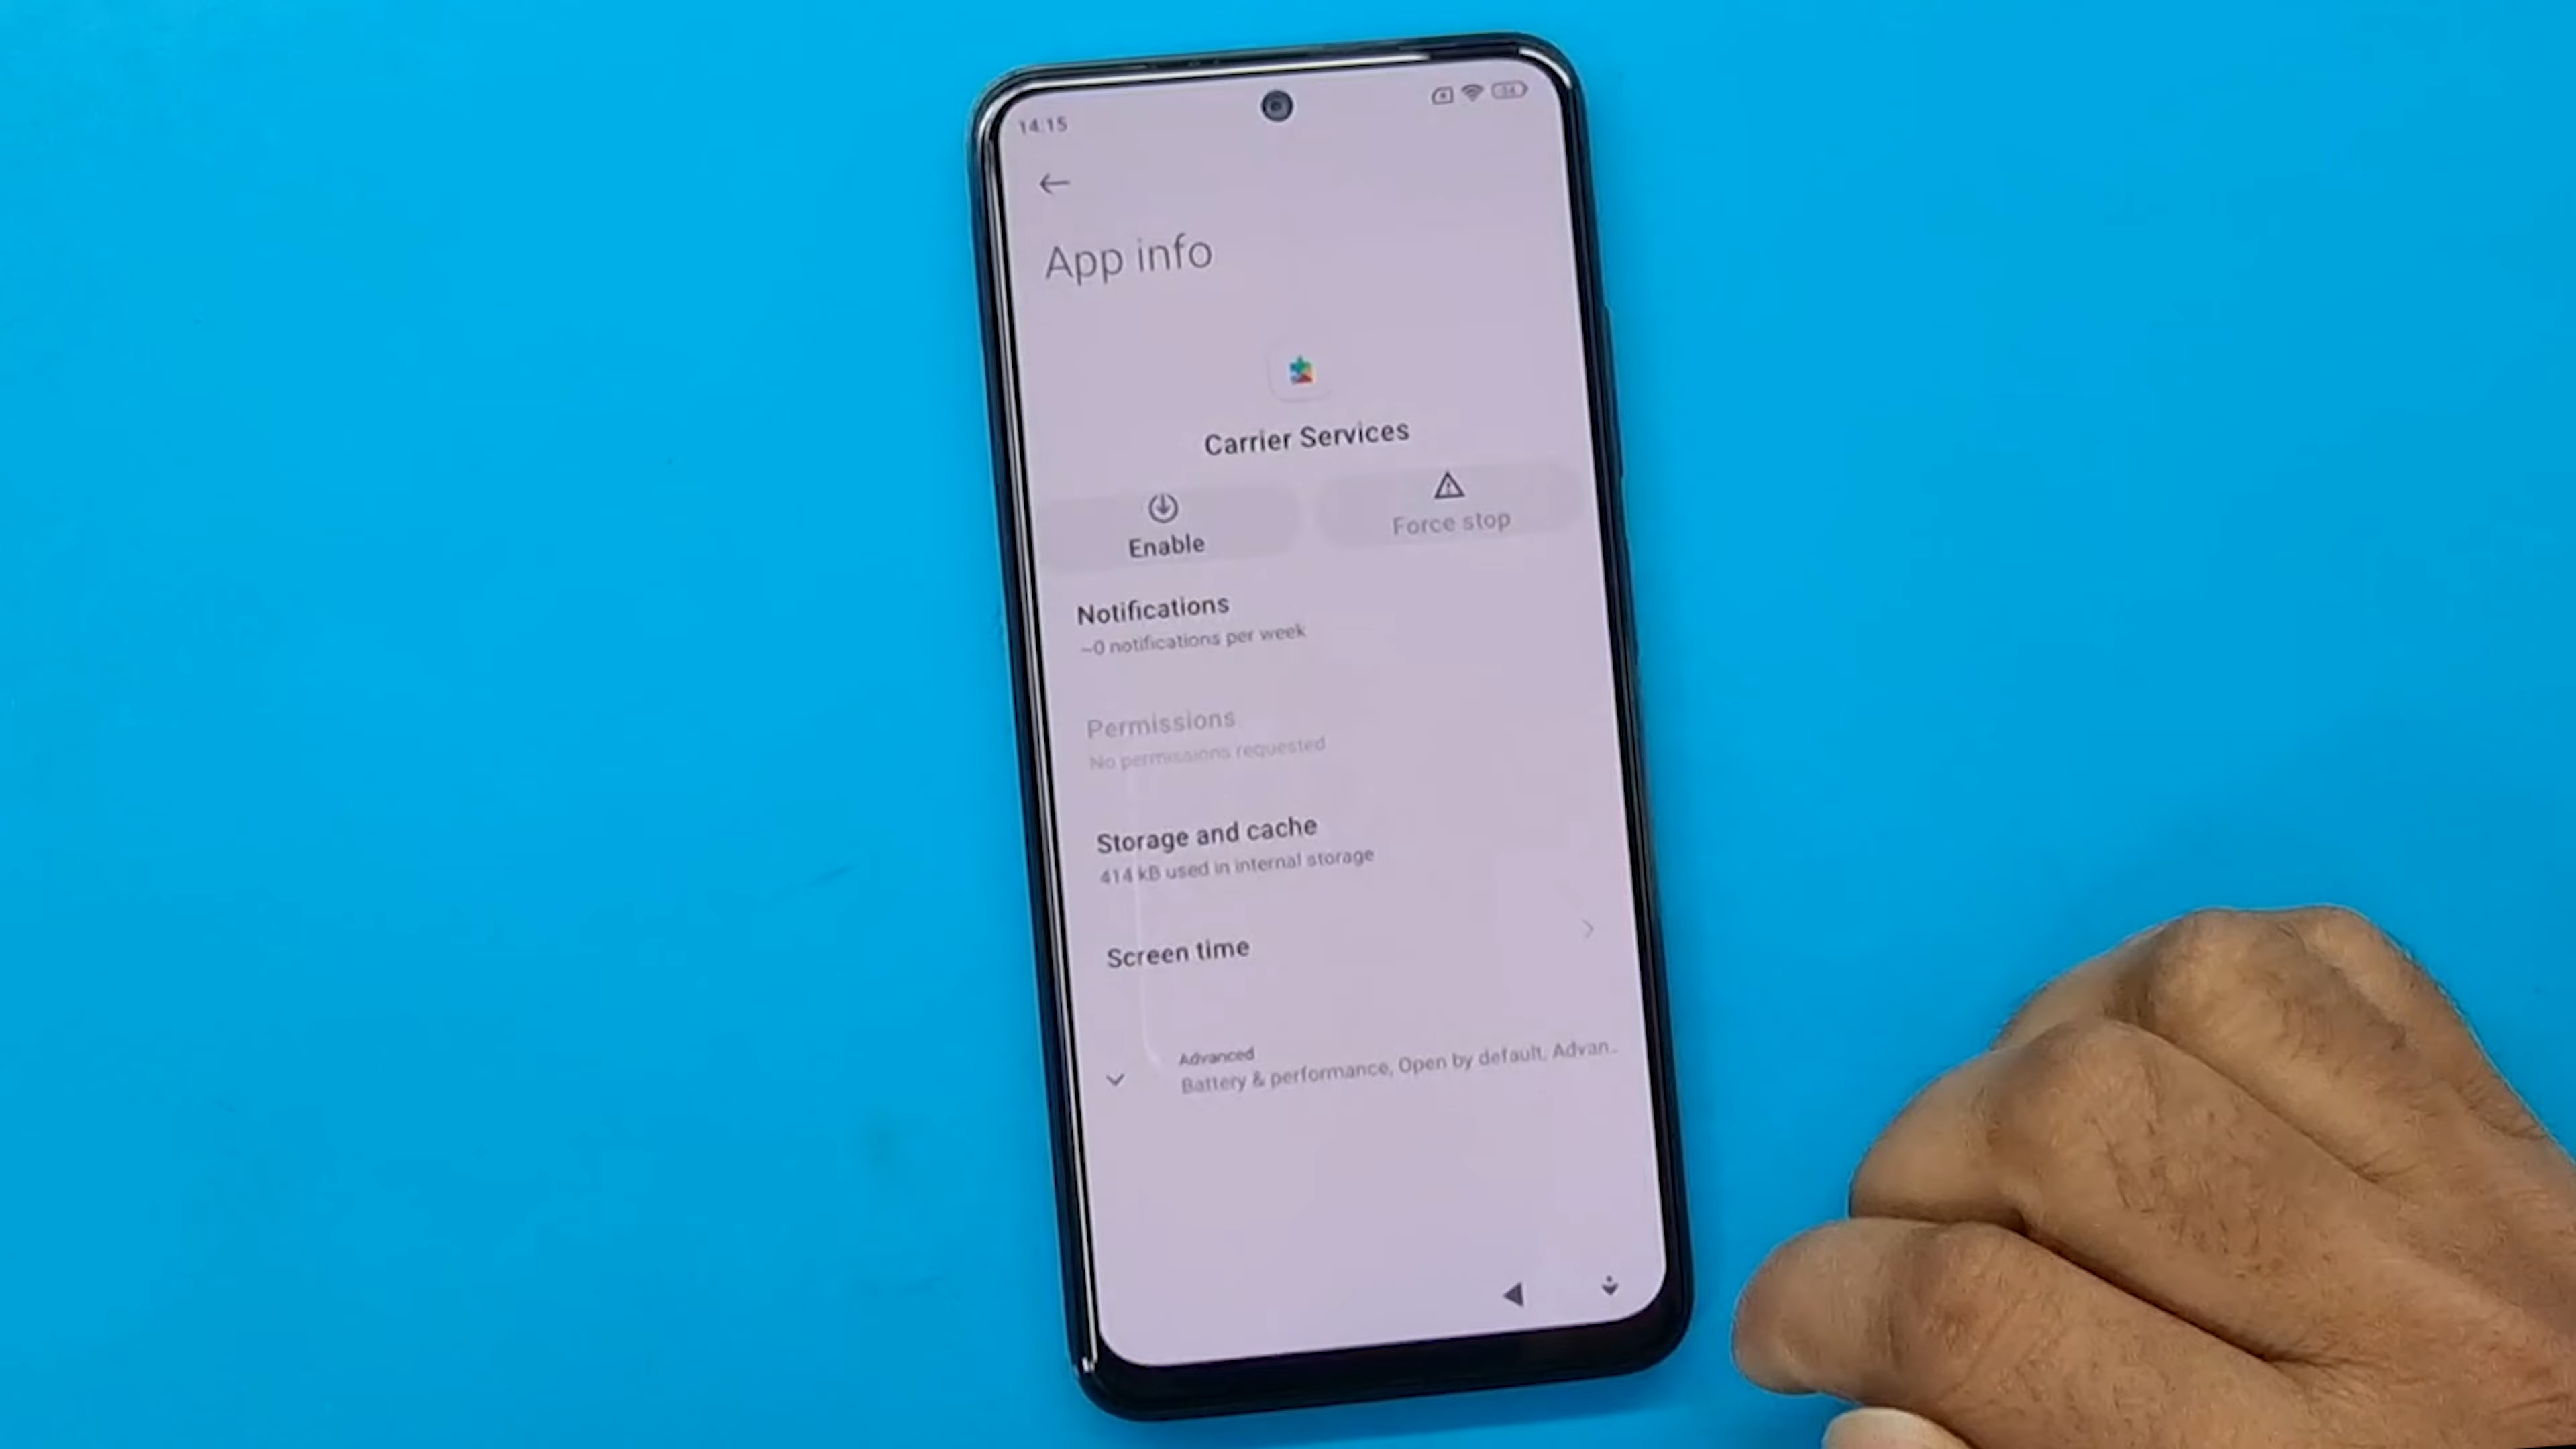 14:15
App info
Carrier Services
Enable
Force stop
Notifications
~0 notifications per week
Permissions
No permissions requested
Storage and cache
414 kB used in internal storage
Screen time
Advanced
Battery & performance, Open by default, Advan..